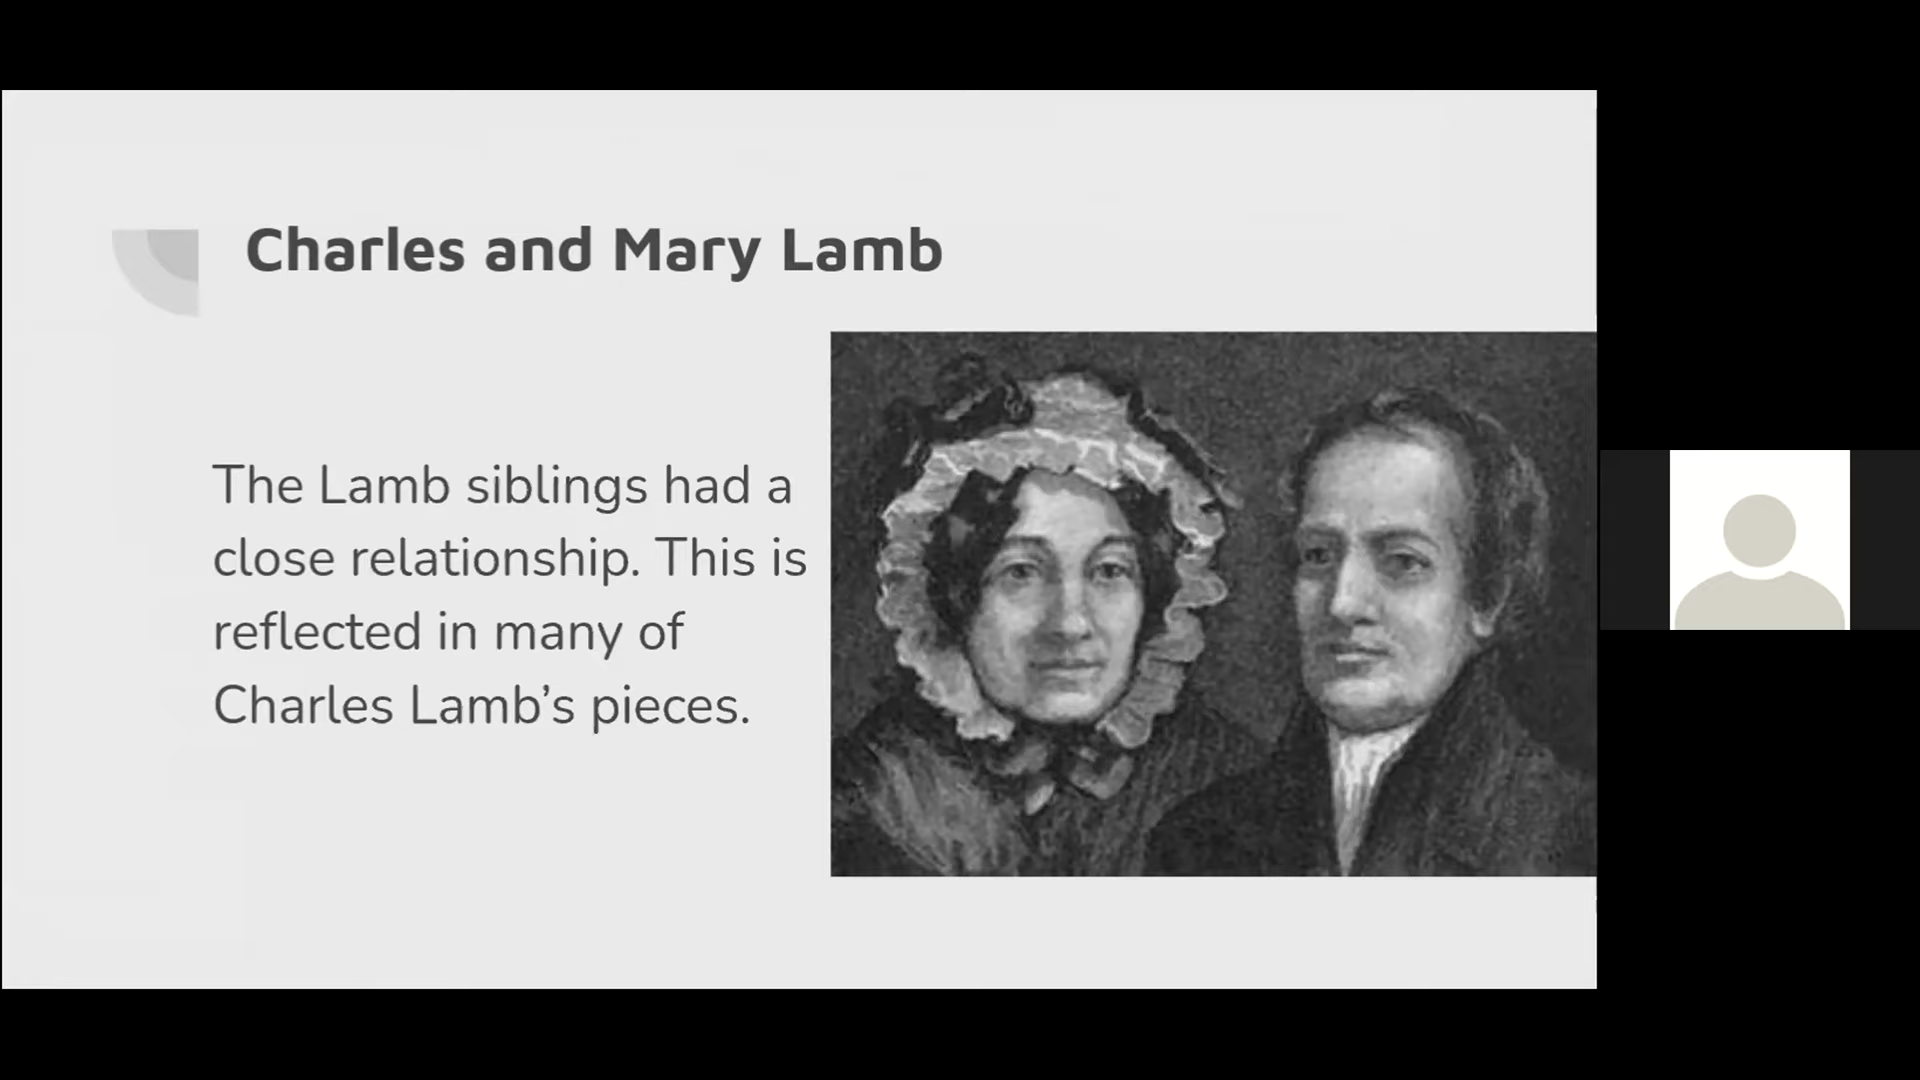 Charles and Mary Lamb
The Lamb siblings had a
close relationship. This is
reflected in many of
Charles Lamb’s pieces.